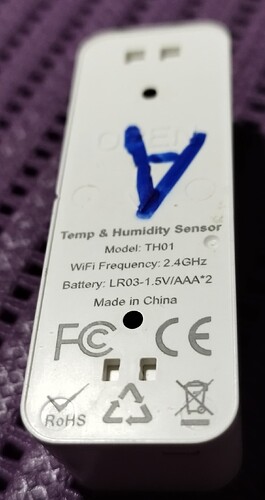 OPEN
A
Temp & Humidity Sensor
Model: TH01
WiFi Frequency: 2.4GHz
Battery: LR03-1.5V/AAA*2
Made in China
FC CE
RoHS